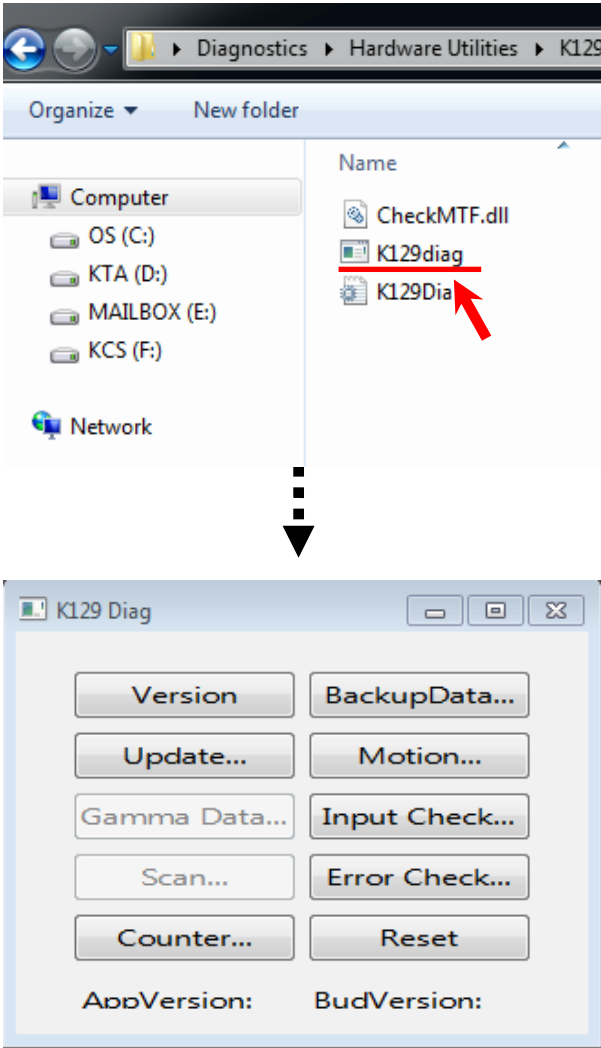 Diagnostics Hardware Utilities K129
Organize New folder
Name
Computer
OS (C:)
KTA (D:)
MAILBOX (E:)
KCS (F:)
Network
CheckMTF.dll
K129diag
K129Dia
K129 Diag
Version BackupData...
Update... Motion...
Gamma Data... Input Check...
Scan... Error Check...
Counter... Reset
AppVersion: BudVersion: